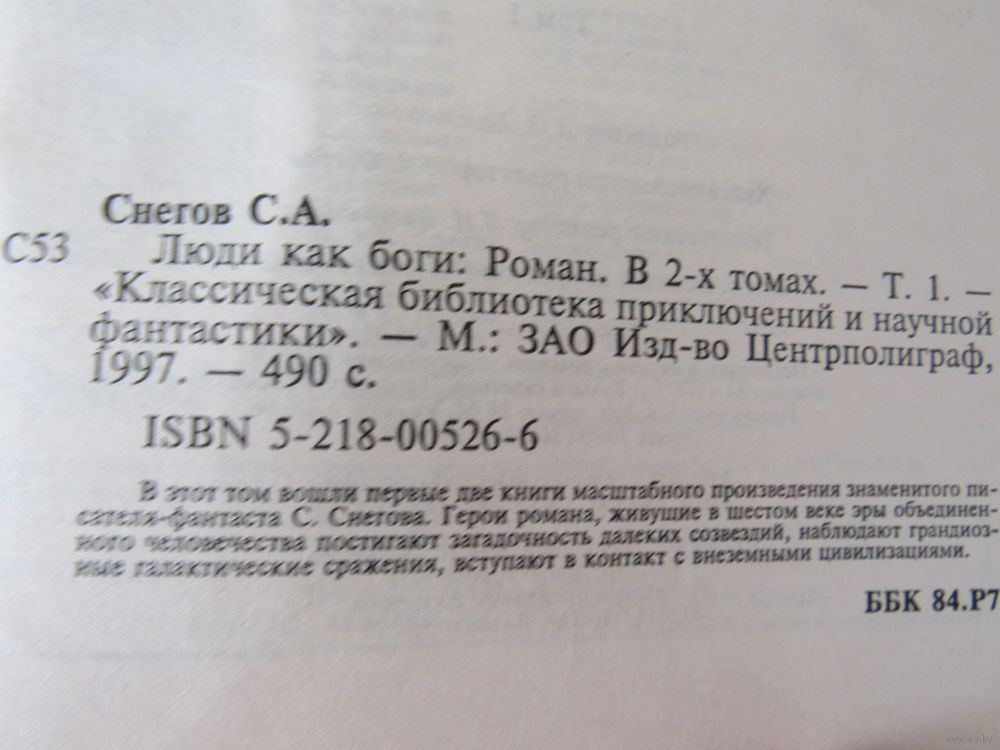 Снегов С.А.
С53 Люди как боги: Роман. В 2-х томах. — Т. 1. —
«Классическая библиотека приключений и научной
фантастики». — М.: ЗАО Изд-во Центрполиграф,
1997. — 490 с.
ISBN 5-218-00526-6
В этот том вошли первые две книги масштабного произведения знаменитого пи-
сателя-фантаста С. Снегова. Герои романа, живущие в шестом веке эры объединен-
ного человечества постигают загадочность далеких созвездий, наблюдают грандиоз-
ные галактические сражения, вступают в контакт с внеземными цивилизациями.
ББК 84.Р7
www.ay.by